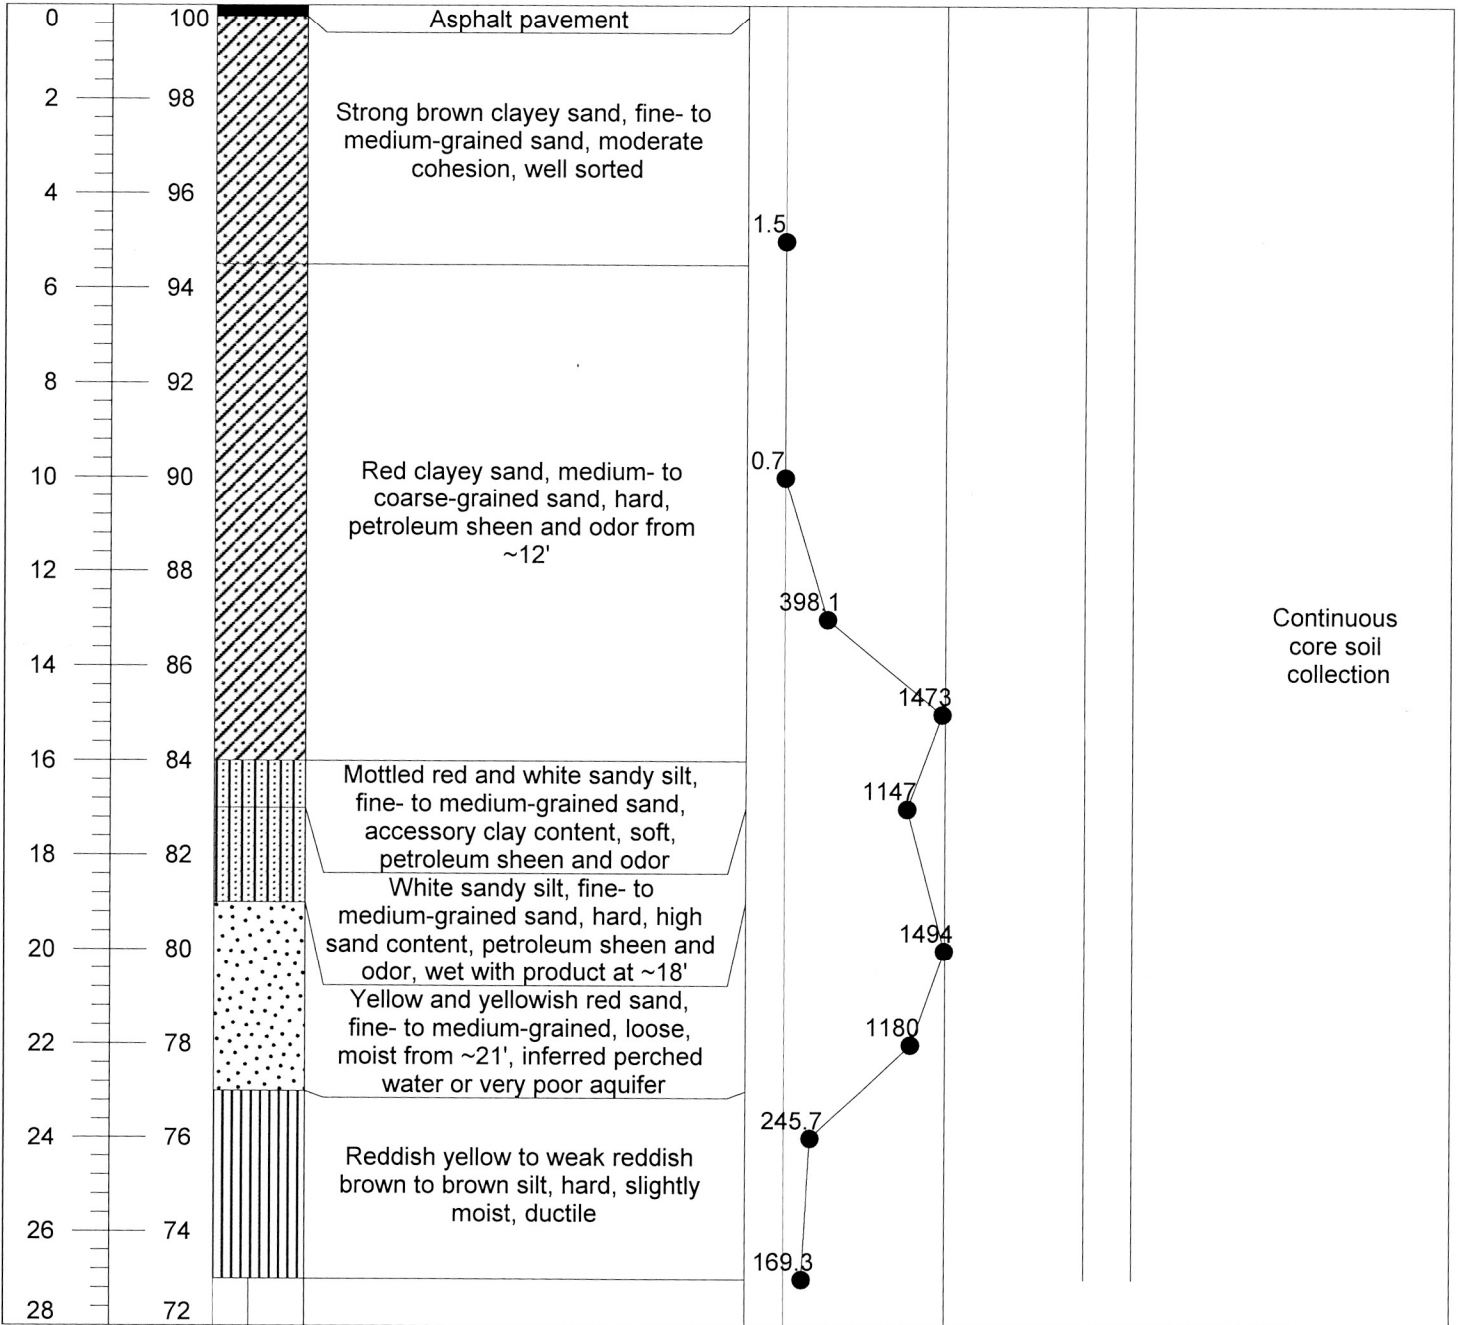 0 100 Asphalt pavement
2 98
Strong brown clayey sand, fine- to
medium-grained sand, moderate
cohesion, well sorted
4 96
1.5
6 94
8 92
10 90
0.7
Red clayey sand, medium- to
coarse-grained sand, hard,
petroleum sheen and odor from
~12'
12 88
398.1
Continuous
core soil
collection
14 86
1473
16 84
Mottled red and white sandy silt,
fine- to medium-grained sand,
accessory clay content, soft,
petroleum sheen and odor
1147
18 82
White sandy silt, fine- to
medium-grained sand, hard, high
sand content, petroleum sheen and
odor, wet with product at ~18'
20 80
1494
Yellow and yellowish red sand,
fine- to medium-grained, loose,
moist from ~21', inferred perched
water or very poor aquifer
22 78
1180
24 76
245.7
Reddish yellow to weak reddish
brown to brown silt, hard, slightly
moist, ductile
26 74
169.3
28 72